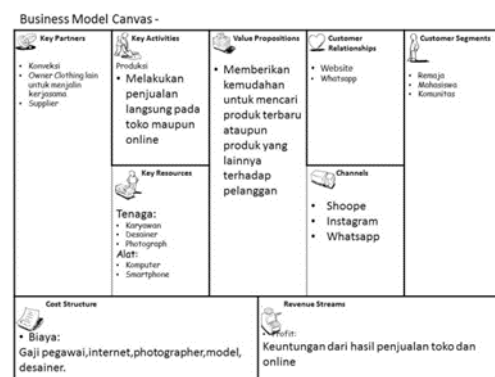 Business Model Canvas -
Key Partners
• Konveksi
• Owner Clothing lain
untuk menjalin
kerjasama
• Supplier
Key Activities
Produksi
• Melakukan
penjualan
langsung pada
toko maupun
online
Key Resources
Tenaga:
• Karyawan
• Desainer
• Photograph
Alat:
• Komputer
• Smartphone
Value Propositions
• Memberikan
kemudahan
untuk mencari
produk terbaru
ataupun
produk yang
lainnya
terhadap
pelanggan
Customer
Relationships
• Website
• Whatsapp
Channels
• Shoope
• Instagram
• Whatsapp
Customer Segments
• Remaja
• Mahasiswa
• Komunitas
Cost Structure
• Biaya:
Gaji pegawai,internet,photographer,model,
desainer.
Revenue Streams
• Profit:
Keuntungan dari hasil penjualan toko dan
online